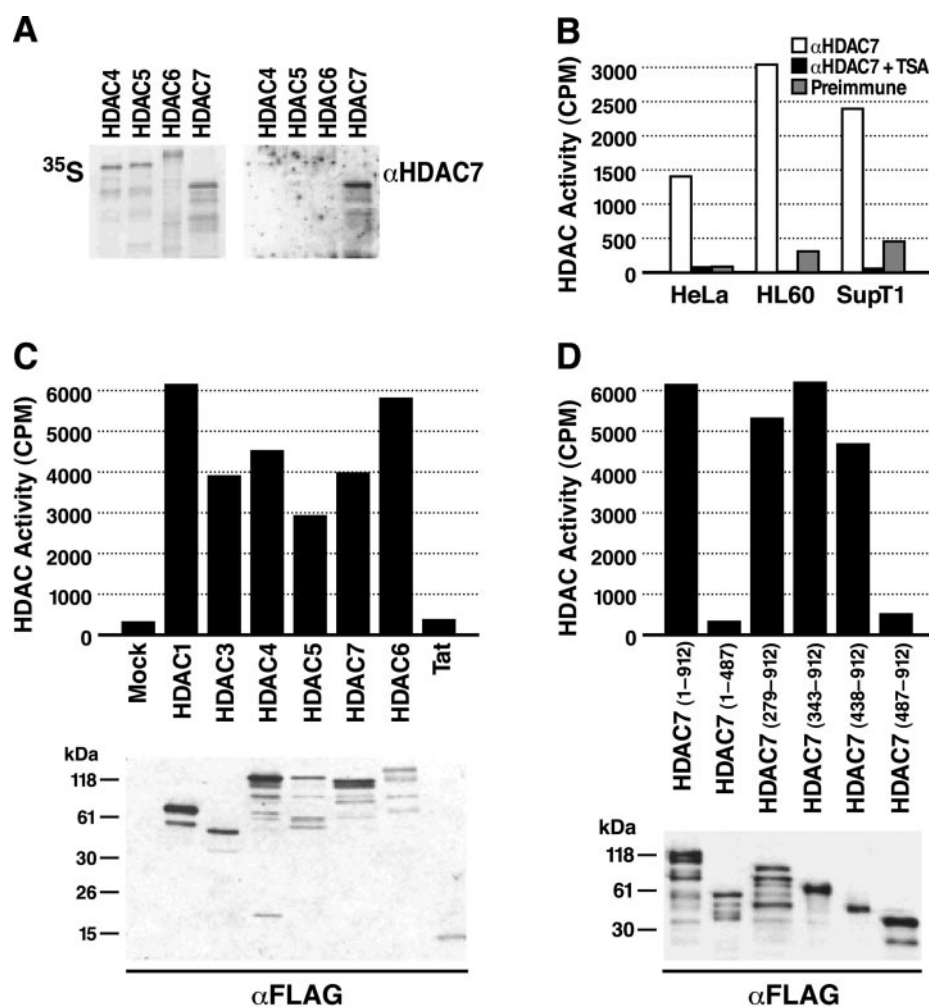 A
HDAC4
HDAC5
HDAC6
HDAC7
HDAC4
HDAC5
HDAC6
HDAC7
35S
αHDAC7
B
HDAC Activity (CPM)
αHDAC7
αHDAC7 + TSA
Preimmune
3000
2500
2000
1500
1000
500
0
HeLa HL60 SupT1
C
HDAC Activity (CPM)
6000
5000
4000
3000
2000
1000
0
Mock
HDAC1
HDAC3
HDAC4
HDAC5
HDAC7
HDAC6
Tat
kDa
118
61
30
26
15
αFLAG
D
HDAC Activity (CPM)
6000
5000
4000
3000
2000
1000
0
HDAC7 (1–912)
HDAC7 (1–487)
HDAC7 (279–912)
HDAC7 (343–912)
HDAC7 (438–912)
HDAC7 (487–912)
kDa
118
61
30
αFLAG